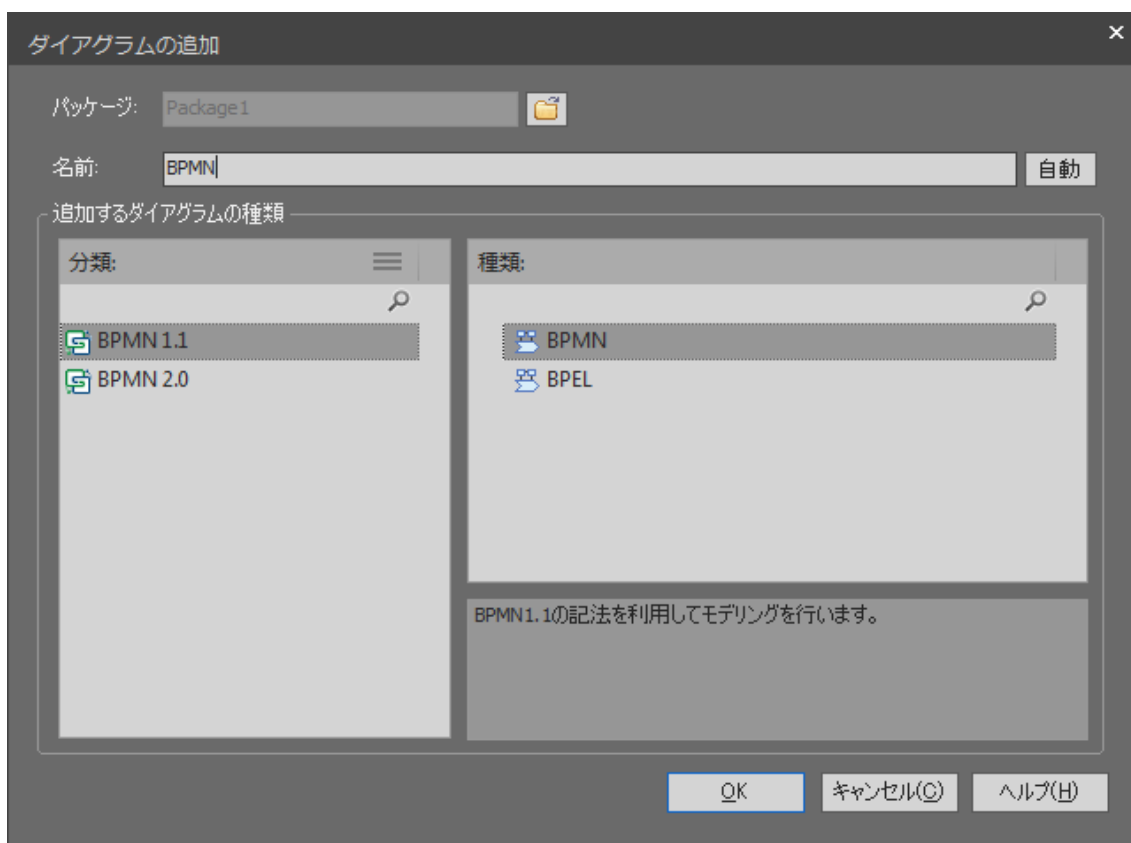 ダイアグラムの追加
パッケージ: Package1
名前: BPMN 自動
追加するダイアグラムの種類
分類: 種類:
BPMN 1.1 BPMN
BPMN 2.0 BPEL
BPMN1.1の記法を利用してモデリングを行います。
OK キャンセル(C) ヘルプ(H)